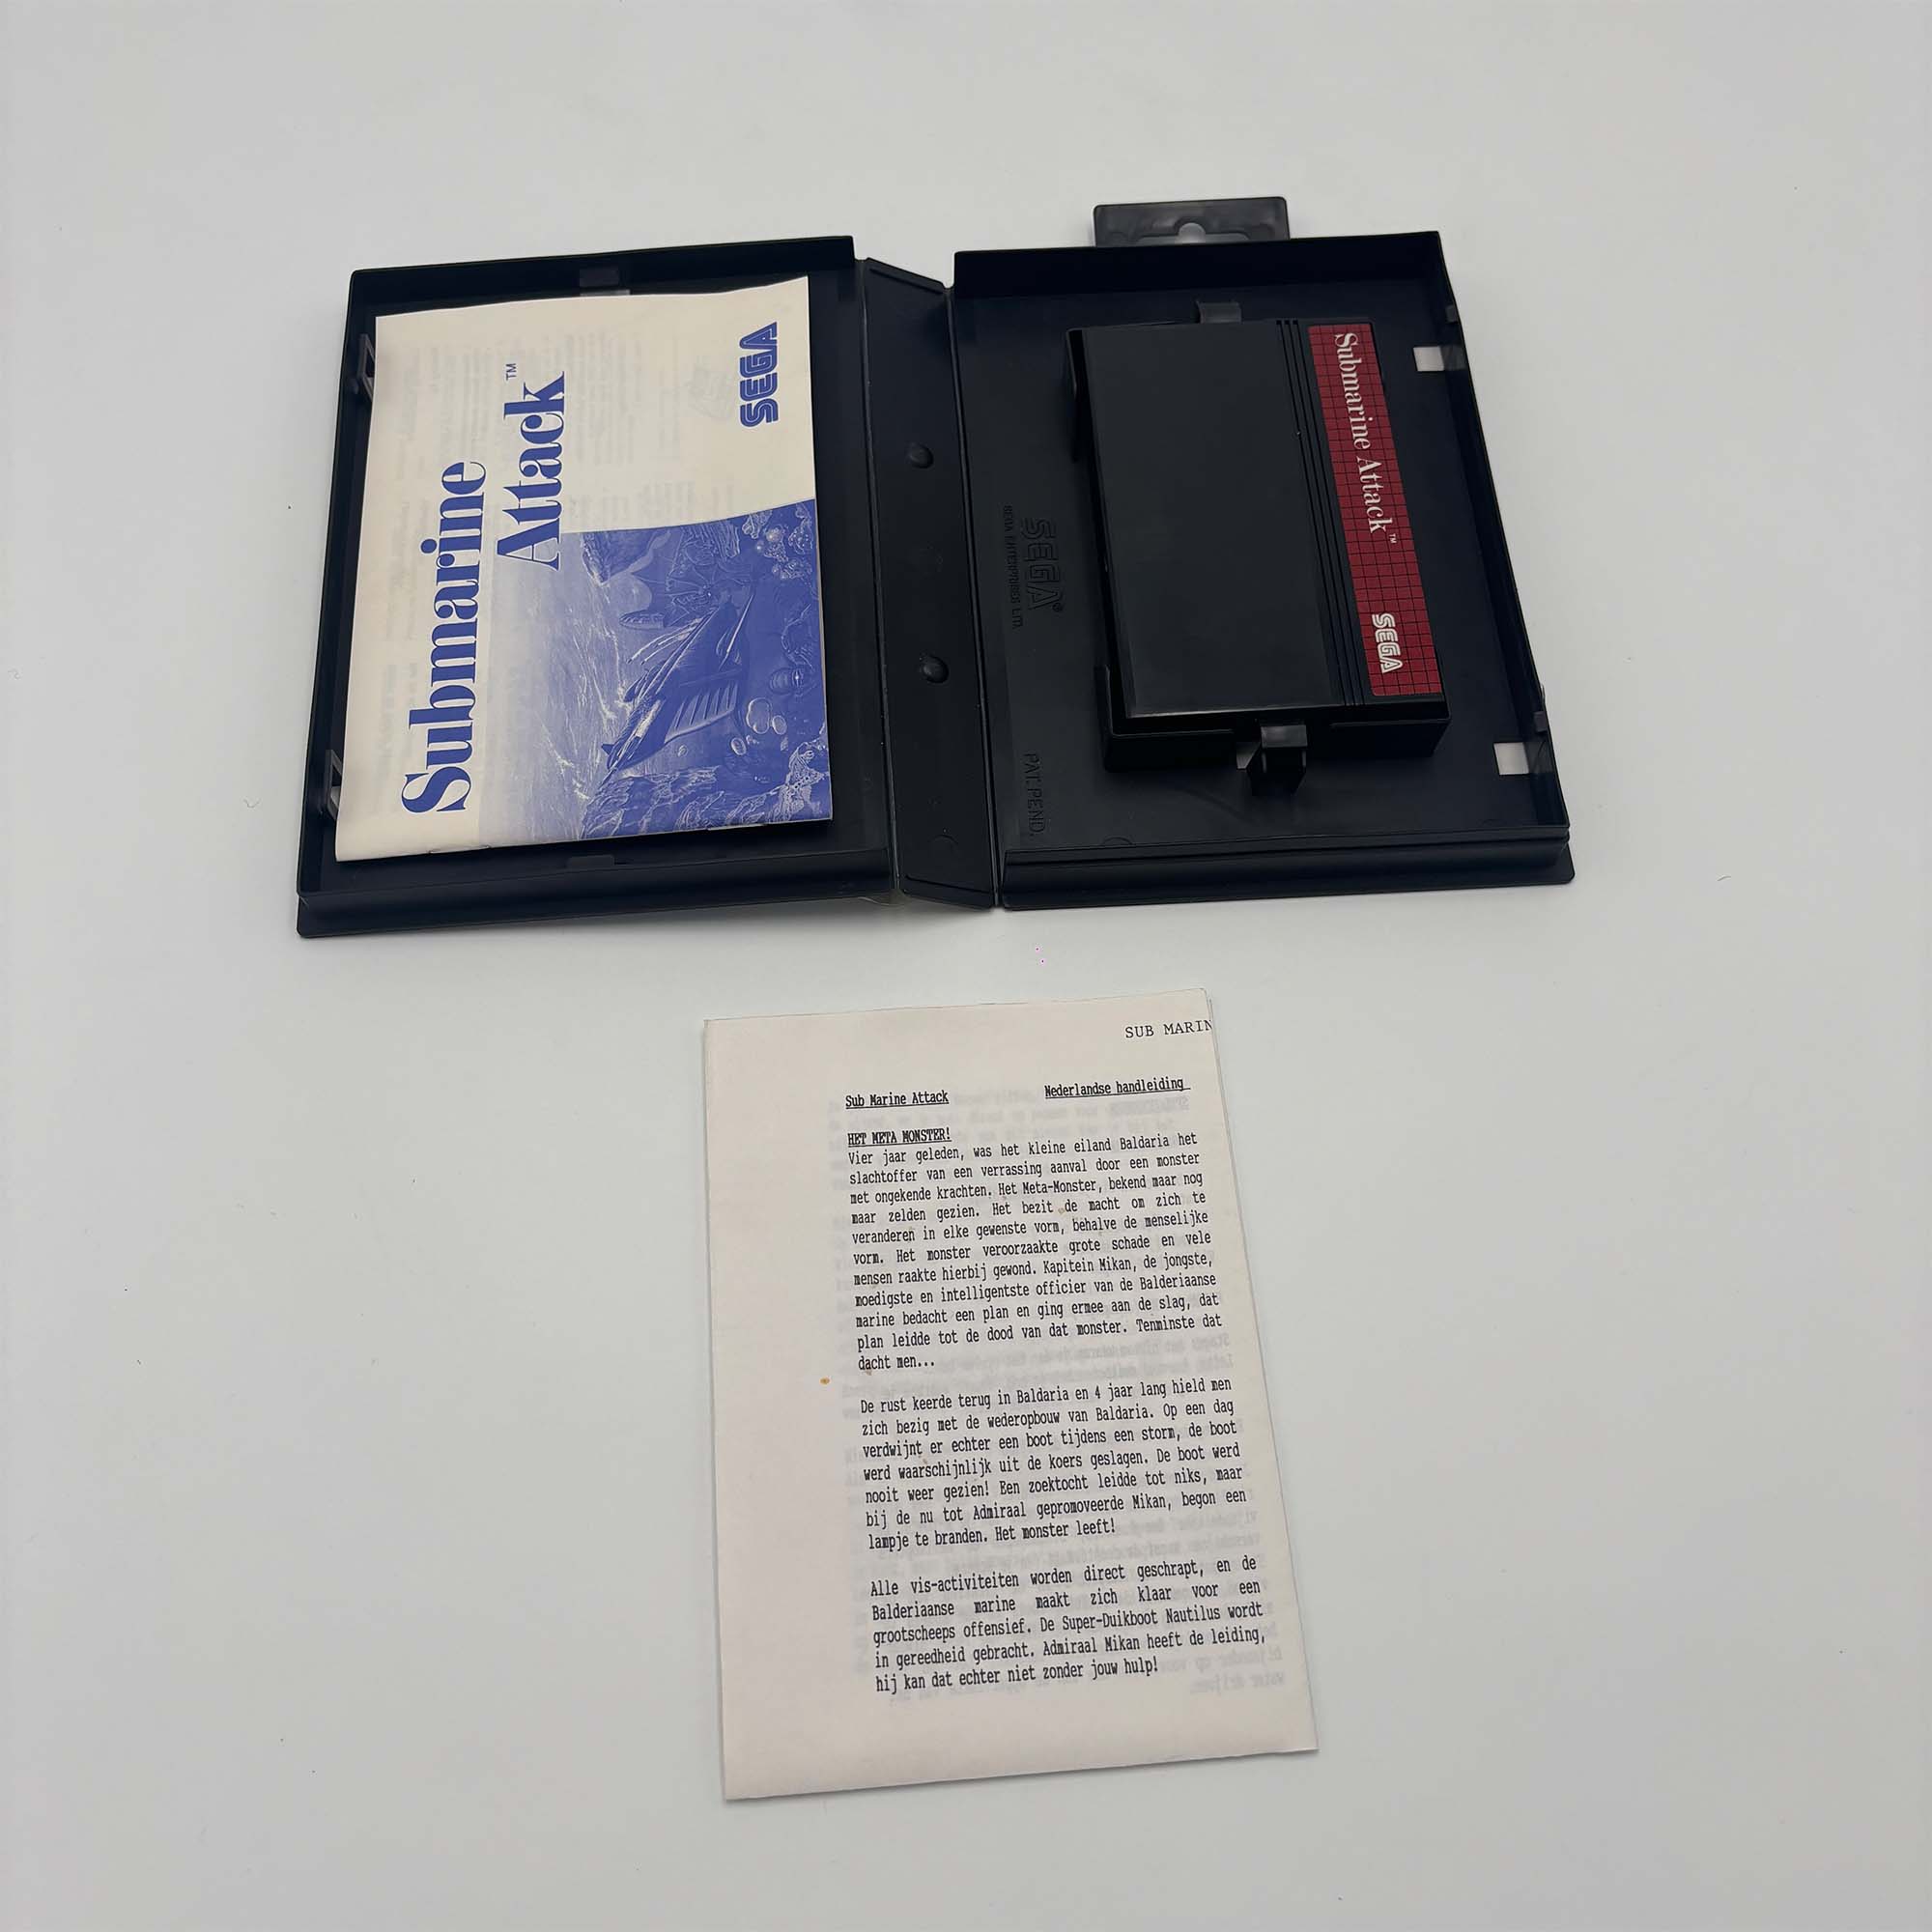 Submarine
Attack™
SEGA
SEGA®
SEGA ENTERPRISES LTD.
PAT. PEND.
Submarine Attack™
SEGA
SUB MARIN
Sub Marine Attack Nederlandse handleiding
HET META MONSTER!
Vier jaar geleden, was het kleine eiland Baldaria het
slachtoffer van een verrassing aanval door een monster
met ongekende krachten. Het Meta-Monster, bekend maar nog
maar zelden gezien. Het bezit de macht om zich te
veranderen in elke gewenste vorm, behalve de menselijke
vorm. Het monster veroorzaakte grote schade en vele
mensen raakte hierbij gewond. Kapitein Mikan, de jongste,
moedigste en intelligentste officier van de Balderiaanse
marine bedacht een plan en ging ermee aan de slag, dat
plan leidde tot de dood van dat monster. Tenminste dat
dacht men...
De rust keerde terug in Baldaria en 4 jaar lang hield men
zich bezig met de wederopbouw van Baldaria. Op een dag
verdwijnt er echter een boot tijdens een storm, de boot
werd waarschijnlijk uit de koers geslagen. De boot werd
nooit weer gezien! Een zoektocht leidde tot niks, maar
bij de nu tot Admiraal gepromoveerde Mikan, begon een
lampje te branden. Het monster leeft!
Alle vis-activiteiten worden direct geschrapt, en de
Balderiaanse marine maakt zich klaar voor een
grootscheeps offensief. De Super-Duikboot Nautilus wordt
in gereedheid gebracht. Admiraal Mikan heeft de leiding,
hij kan dat echter niet zonder jouw hulp!